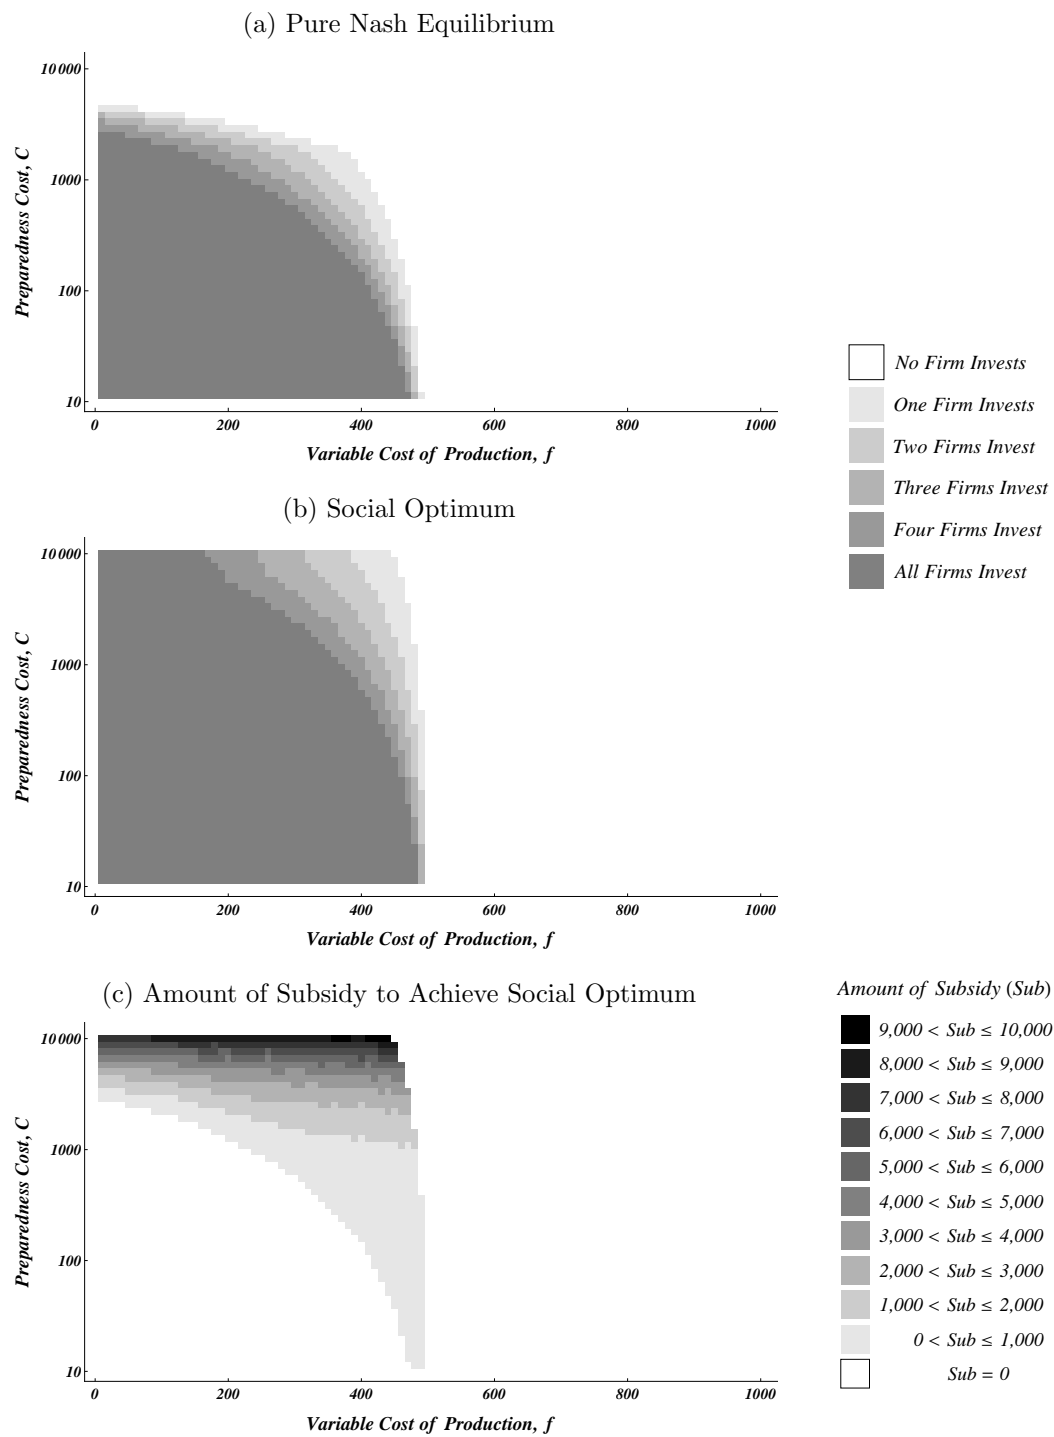 (a) Pure Nash Equilibrium
10 000
1000
100
10
Preparedness Cost, C
0 200 400 600 800 1000
Variable Cost of Production, f
No Firm Invests
One Firm Invests
Two Firms Invest
Three Firms Invest
Four Firms Invest
All Firms Invest
(b) Social Optimum
10 000
1000
100
10
Preparedness Cost, C
0 200 400 600 800 1000
Variable Cost of Production, f
(c) Amount of Subsidy to Achieve Social Optimum
10 000
1000
100
10
Preparedness Cost, C
0 200 400 600 800 1000
Variable Cost of Production, f
Amount of Subsidy (Sub)
9,000 < Sub ≤ 10,000
8,000 < Sub ≤ 9,000
7,000 < Sub ≤ 8,000
6,000 < Sub ≤ 7,000
5,000 < Sub ≤ 6,000
4,000 < Sub ≤ 5,000
3,000 < Sub ≤ 4,000
2,000 < Sub ≤ 3,000
1,000 < Sub ≤ 2,000
0 < Sub ≤ 1,000
Sub = 0